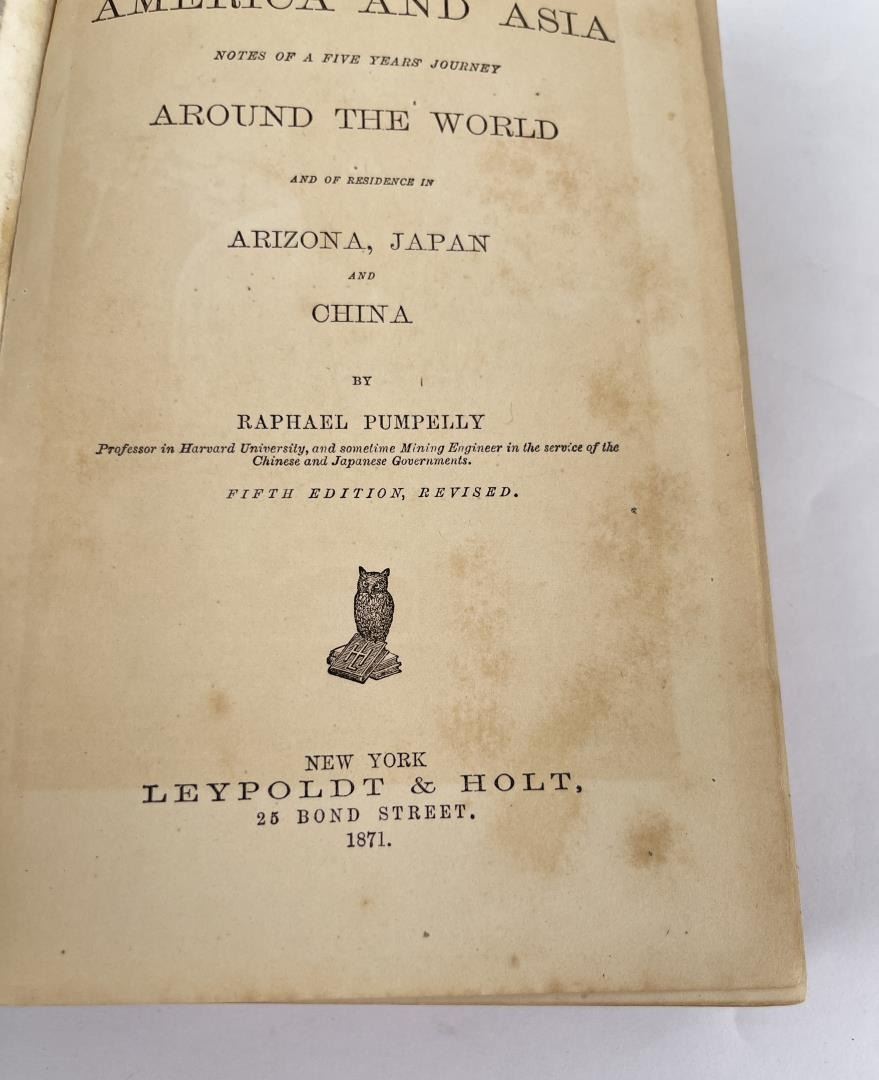 AMERICA AND ASIA
NOTES OF A FIVE YEARS' JOURNEY
AROUND THE WORLD
AND OF RESIDENCE IN
ARIZONA, JAPAN
AND
CHINA
BY
RAPHAEL PUMPELLY
Professor in Harvard University, and sometime Mining Engineer in the service of the
Chinese and Japanese Governments.
FIFTH EDITION, REVISED.
HL
NEW YORK
LEYPOLDT & HOLT,
25 BOND STREET.
1871.